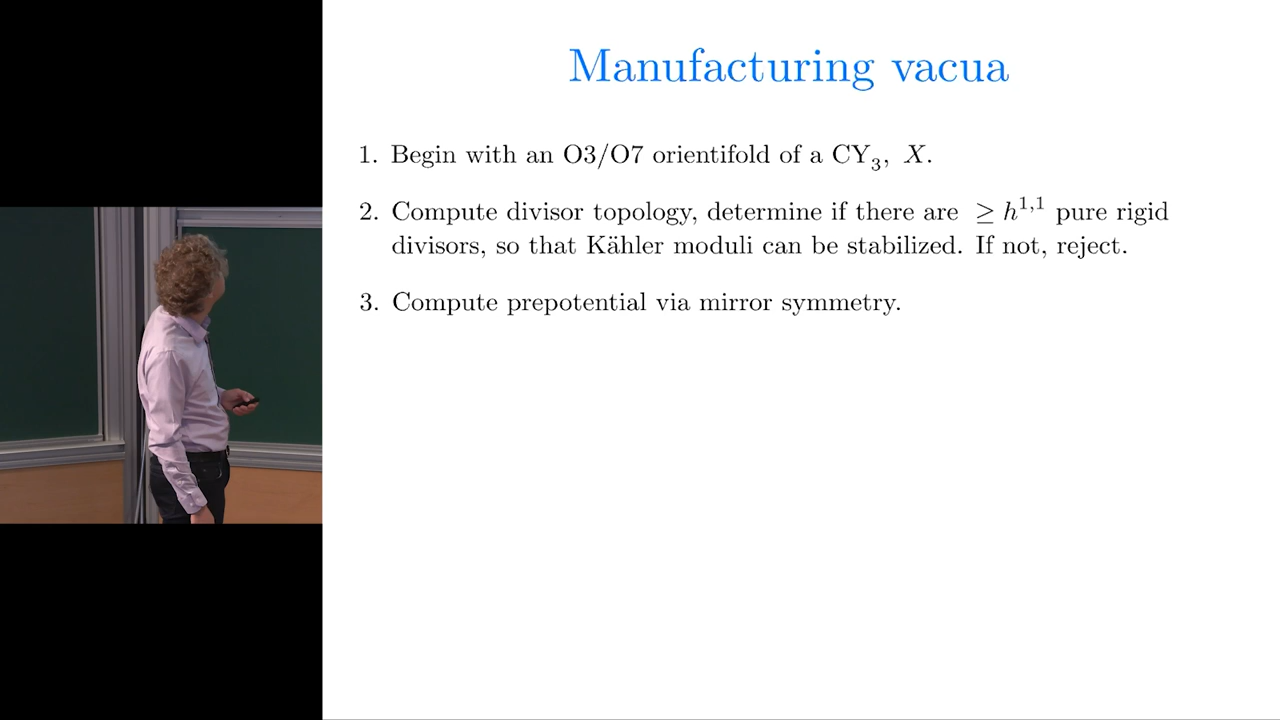 Manufacturing vacua
1. Begin with an O3/O7 orientifold of a CY₃, X.
2. Compute divisor topology, determine if there are ≥ h¹,¹ pure rigid
divisors, so that Kähler moduli can be stabilized. If not, reject.
3. Compute prepotential via mirror symmetry.